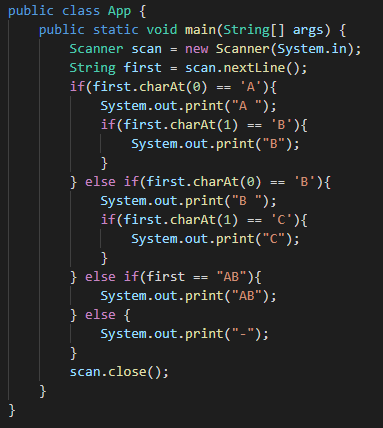 public class App {
    public static void main(String[] args) {
        Scanner scan = new Scanner(System.in);
        String first = scan.nextLine();
        if(first.charAt(0) == 'A'){
            System.out.print("A ");
            if(first.charAt(1) == 'B'){
                System.out.print("B");
            }
        } else if(first.charAt(0) == 'B'){
            System.out.print("B ");
            if(first.charAt(1) == 'C'){
                System.out.print("C");
            }
        } else if(first == "AB"){
            System.out.print("AB");
        } else {
            System.out.print("-");
        }
        scan.close();
    }
}